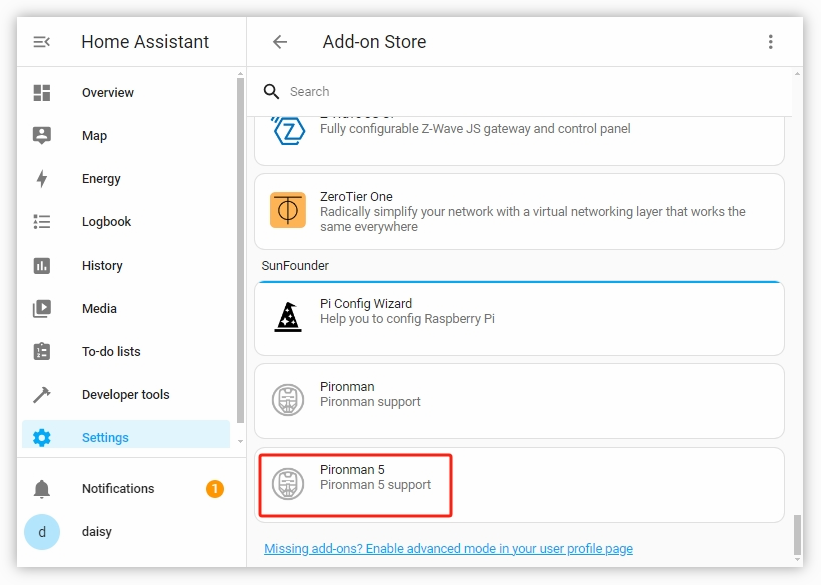 Home Assistant
Add-on Store
Overview
Map
Energy
Logbook
History
Media
To-do lists
Developer tools
Settings
Notifications
1
d
daisy
Search
Fully configurable Z-Wave JS gateway and control panel
ZeroTier One
Radically simplify your network with a virtual networking layer that works the
same everywhere
SunFounder
Pi Config Wizard
Help you to config Raspberry Pi
Pironman
Pironman support
Pironman 5
Pironman 5 support
Missing add-ons? Enable advanced mode in your user profile page